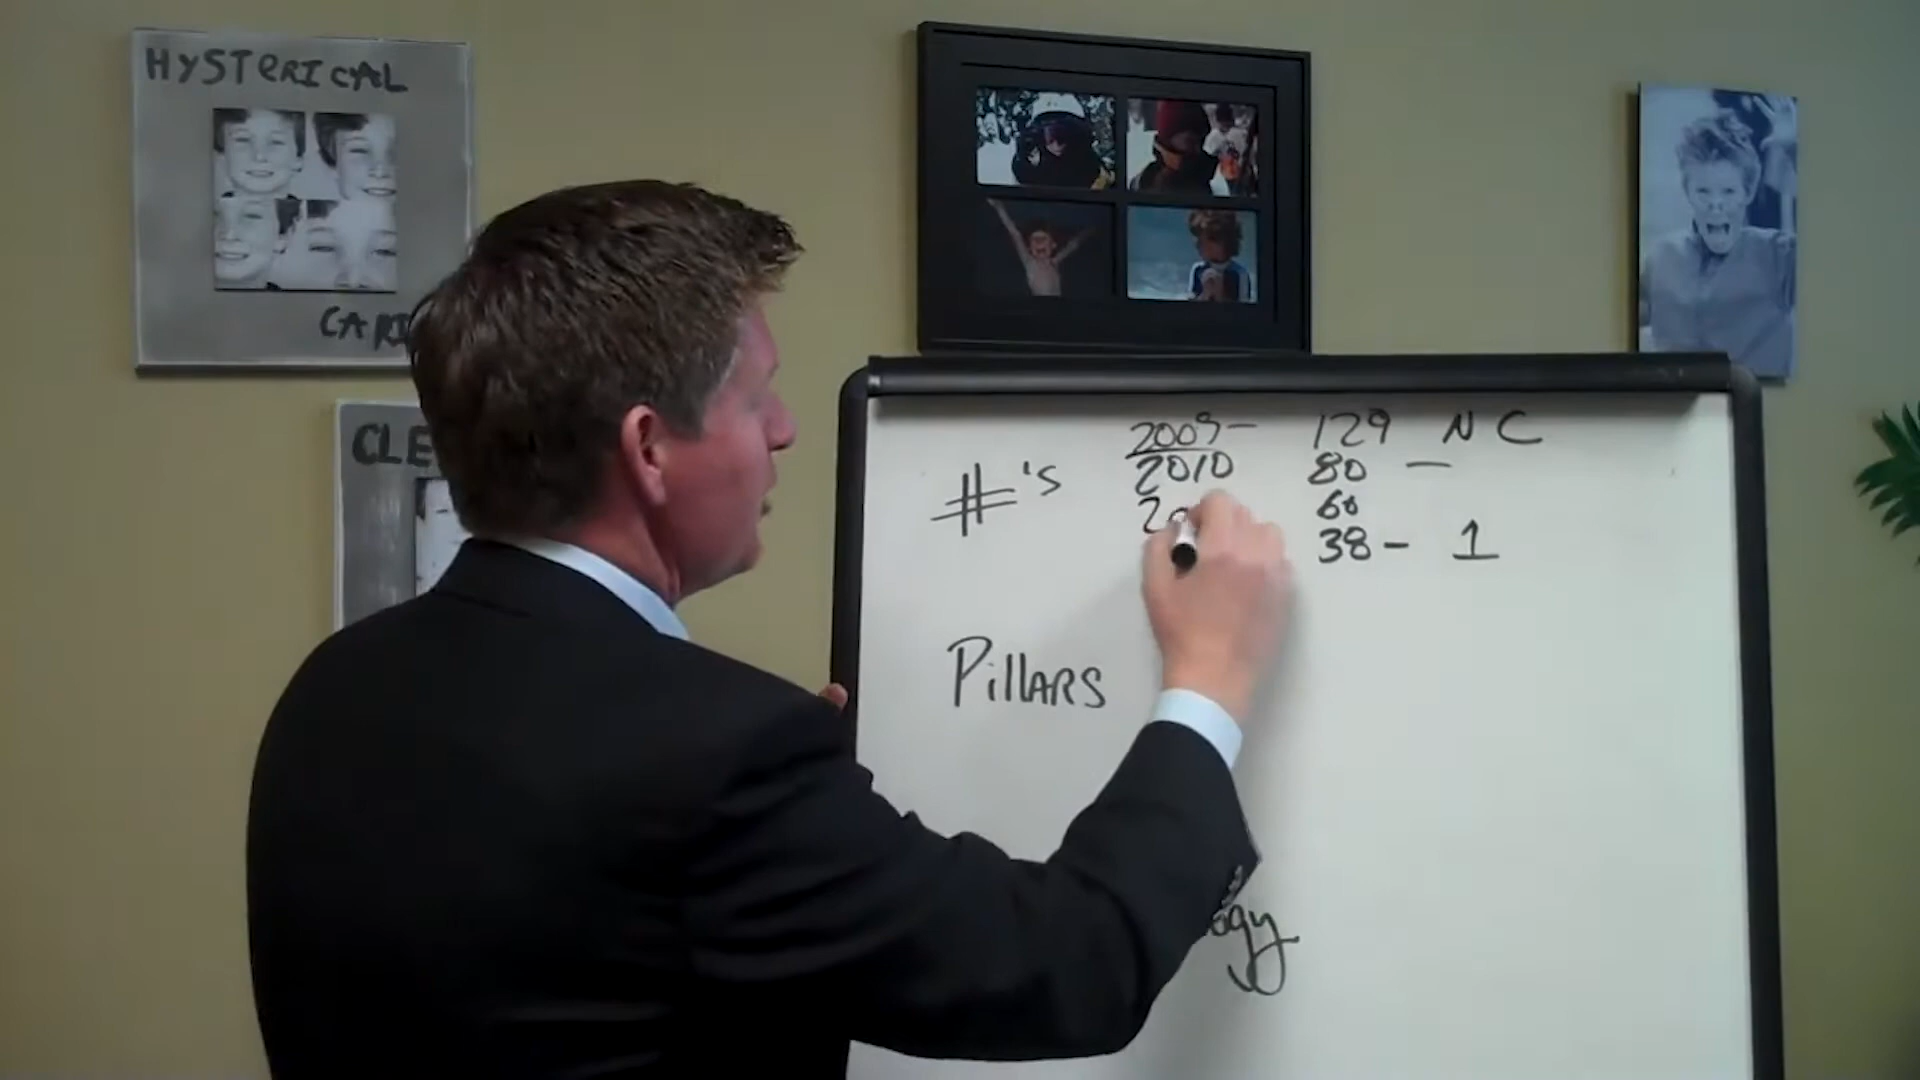 HYSTERICAL
2009- 129 NC
#'s 2010 80 -
60
38 - 1
Pillars